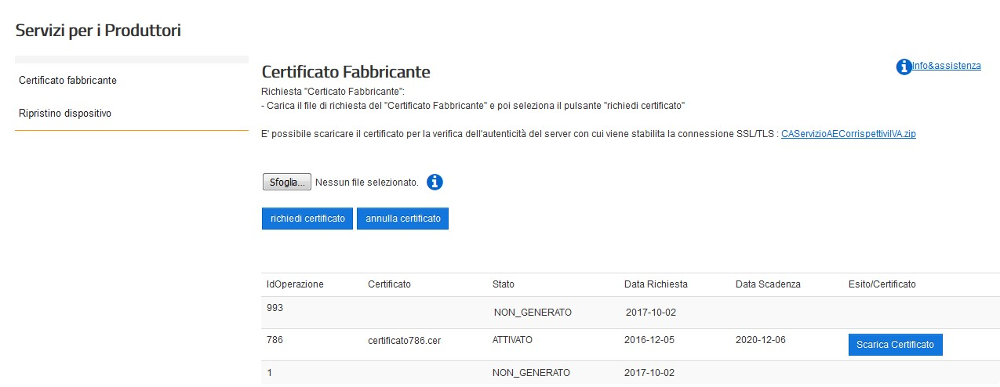 Servizi per i Produttori
Certificato fabbricante
Ripristino dispositivo
Certificato Fabbricante
Info&assistenza
Richiesta "Certicato Fabbricante":
- Carica il file di richiesta del "Certificato Fabbricante" e poi seleziona il pulsante "richiedi certificato"
E' possibile scaricare il certificato per la verifica dell'autenticità del server con cui viene stabilita la connessione SSL/TLS : CAServizioAECorrispettiviIVA.zip
Sfoglia... Nessun file selezionato.
richiedi certificato annulla certificato
IdOperazione Certificato Stato Data Richiesta Data Scadenza Esito/Certificato
993 NON_GENERATO 2017-10-02
786 certificato786.cer ATTIVATO 2016-12-05 2020-12-06 Scarica Certificato
1 NON_GENERATO 2017-10-02